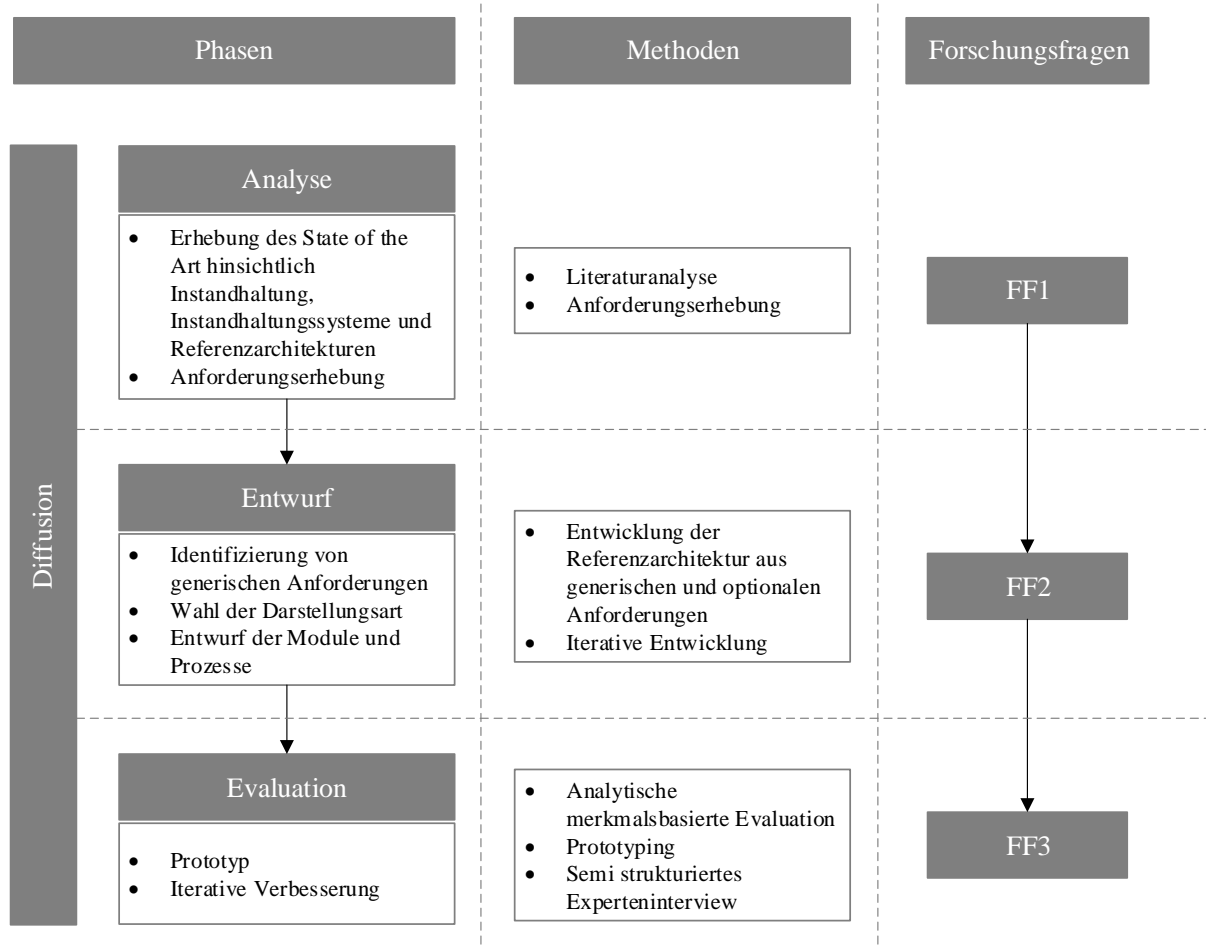 Phasen
Methoden
Forschungsfragen
Diffusion
Analyse
• Erhebung des State of the
Art hinsichtlich
Instandhaltung,
Instandhaltungssysteme und
Referenzarchitekturen
• Anforderungserhebung
• Literaturanalyse
• Anforderungserhebung
FF1
Entwurf
• Identifizierung von
generischen Anforderungen
• Wahl der Darstellungsart
• Entwurf der Module und
Prozesse
• Entwicklung der
Referenzarchitektur aus
generischen und optionalen
Anforderungen
• Iterative Entwicklung
FF2
Evaluation
• Prototyp
• Iterative Verbesserung
• Analytische
merkmalsbasierte Evaluation
• Prototyping
• Semi strukturiertes
Experteninterview
FF3